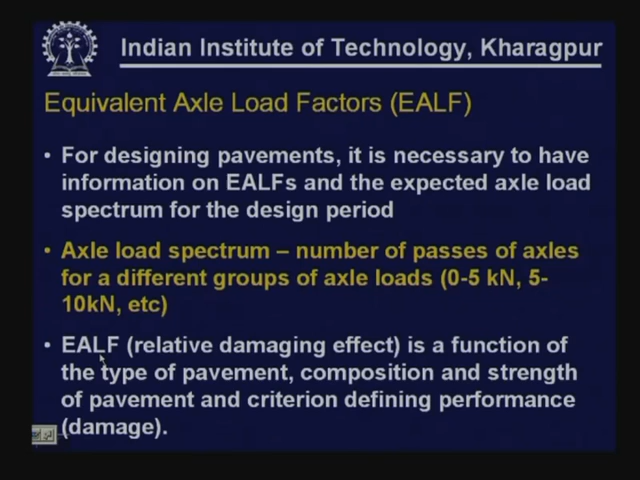 Indian Institute of Technology, Kharagpur
Equivalent Axle Load Factors (EALF)
• For designing pavements, it is necessary to have
information on EALFs and the expected axle load
spectrum for the design period
• Axle load spectrum – number of passes of axles
for a different groups of axle loads (0-5 kN, 5-
10kN, etc)
• EALF (relative damaging effect) is a function of
the type of pavement, composition and strength
of pavement and criterion defining performance
(damage).